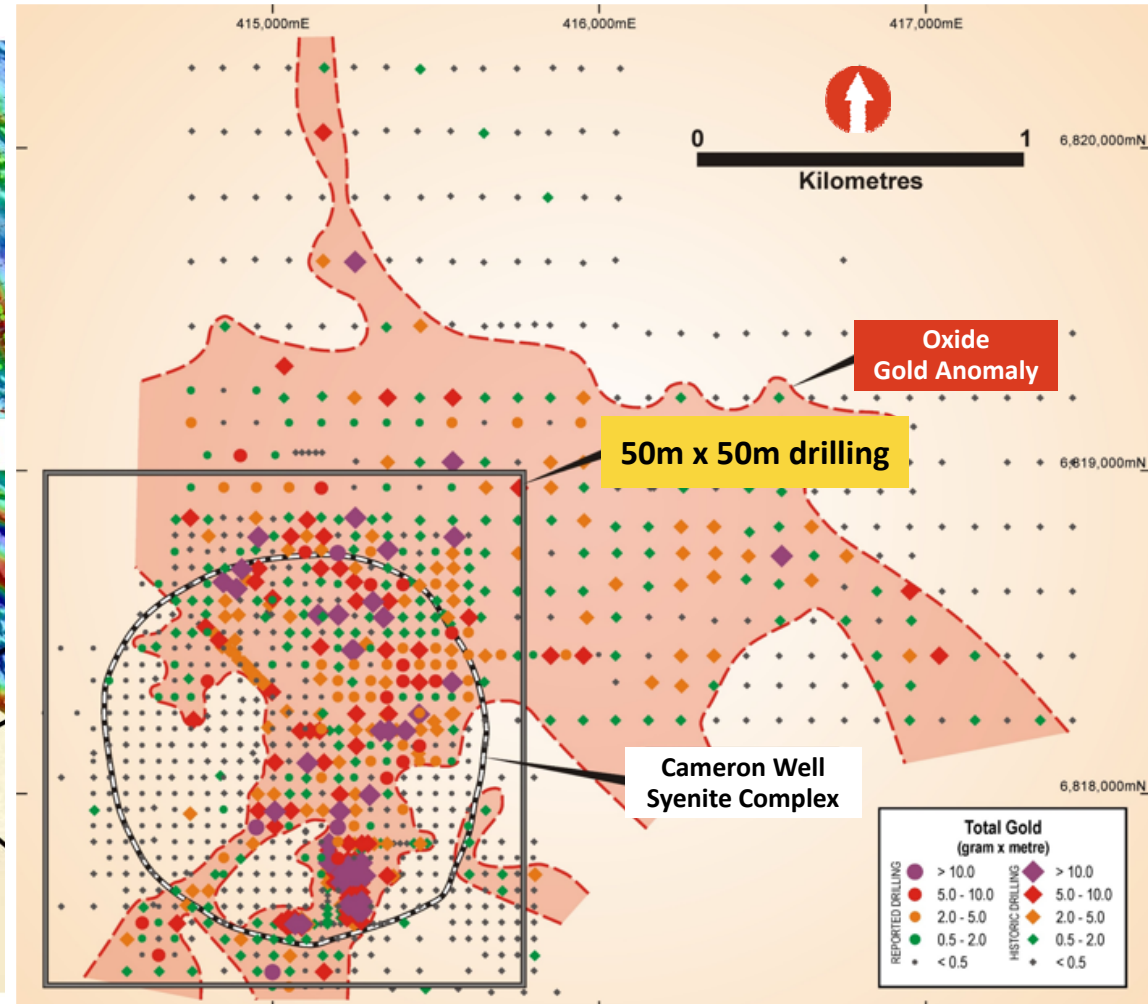 415,000mE
416,000mE
417,000mE
0
1
Kilometres
6,820,000mN
Oxide
Gold Anomaly
50m x 50m drilling
6,819,000mN
Cameron Well
Syenite Complex
6,818,000mN
Total Gold
(gram x metre)
REPORTED DRILLING
> 10.0
5.0 - 10.0
2.0 - 5.0
0.5 - 2.0
< 0.5
HISTORIC DRILLING
> 10.0
5.0 - 10.0
2.0 - 5.0
0.5 - 2.0
< 0.5